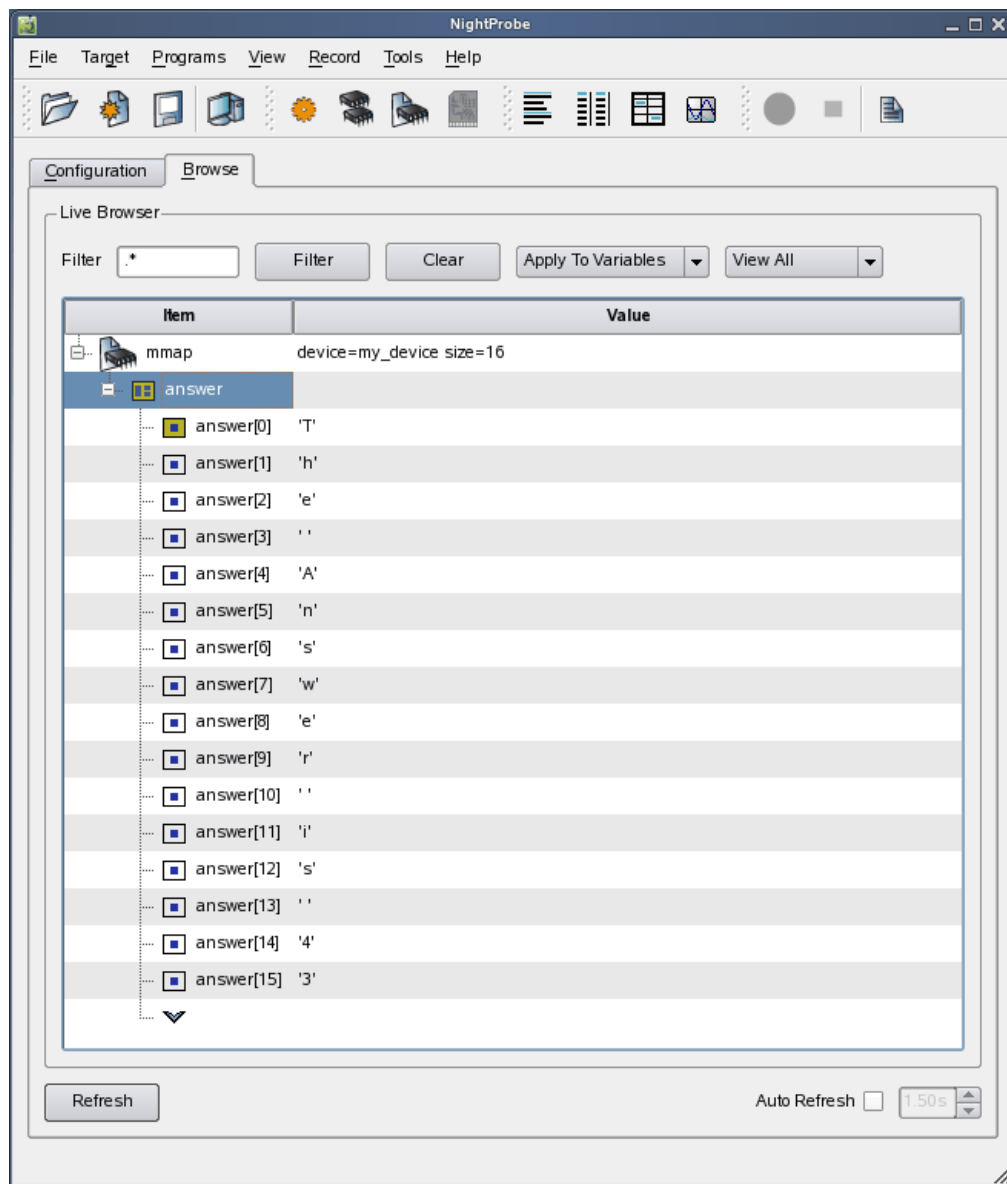 NightProbe
File Target Programs View Record Tools Help
Configuration Browse
Live Browser
Filter .* Filter Clear Apply To Variables View All
Item Value
mmap device=my_device size=16
answer
answer[0] 'T'
answer[1] 'h'
answer[2] 'e'
answer[3] ' '
answer[4] 'A'
answer[5] 'n'
answer[6] 's'
answer[7] 'w'
answer[8] 'e'
answer[9] 'r'
answer[10] ' '
answer[11] 'i'
answer[12] 's'
answer[13] ' '
answer[14] '4'
answer[15] '3'
Refresh Auto Refresh 1.50s